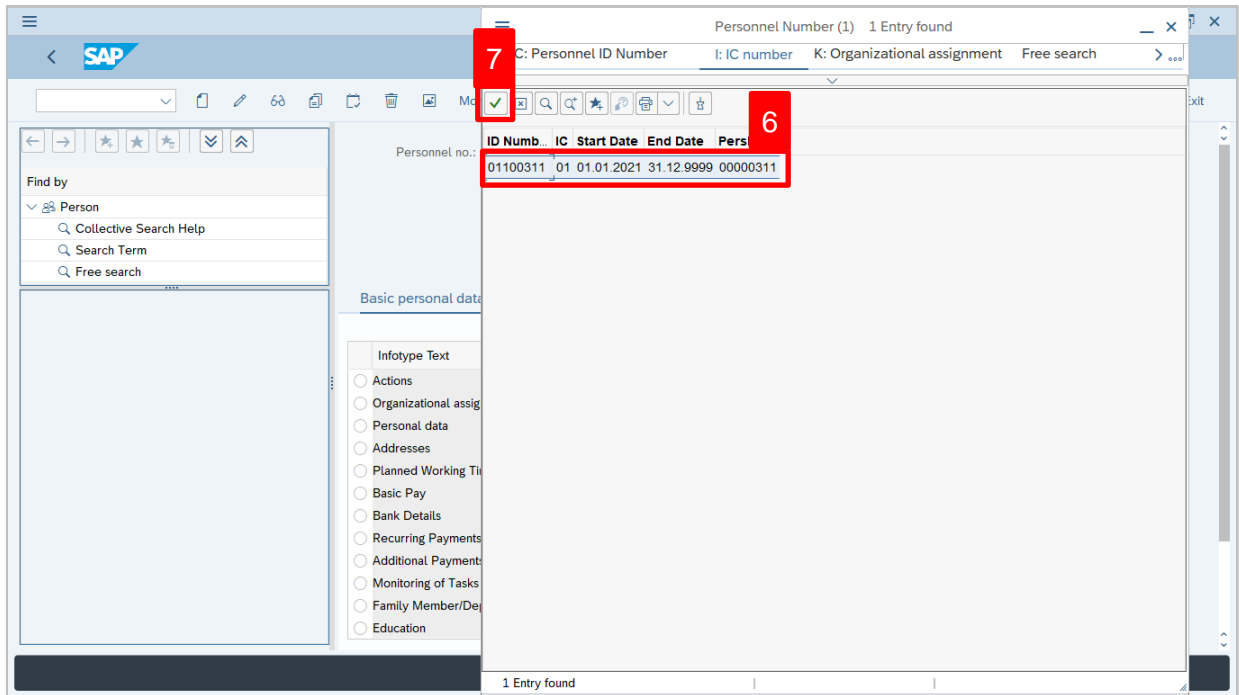 Personnel Number (1) 1 Entry found
SAP
7
C: Personnel ID Number I: IC number K: Organizational assignment Free search
Exit
6
ID Numb... IC Start Date End Date
01100311 01 01.01.2021 31.12.9999 00000311
Personnel no.:
Find by
Person
Collective Search Help
Search Term
Free search
Basic personal data
Infotype Text
Actions
Organizational assig
Personal data
Addresses
Planned Working
Basic Pay
Bank Details
Recurring Payments
Additional Payments
Monitoring of Tasks
Family Member/De
Education
1 Entry found